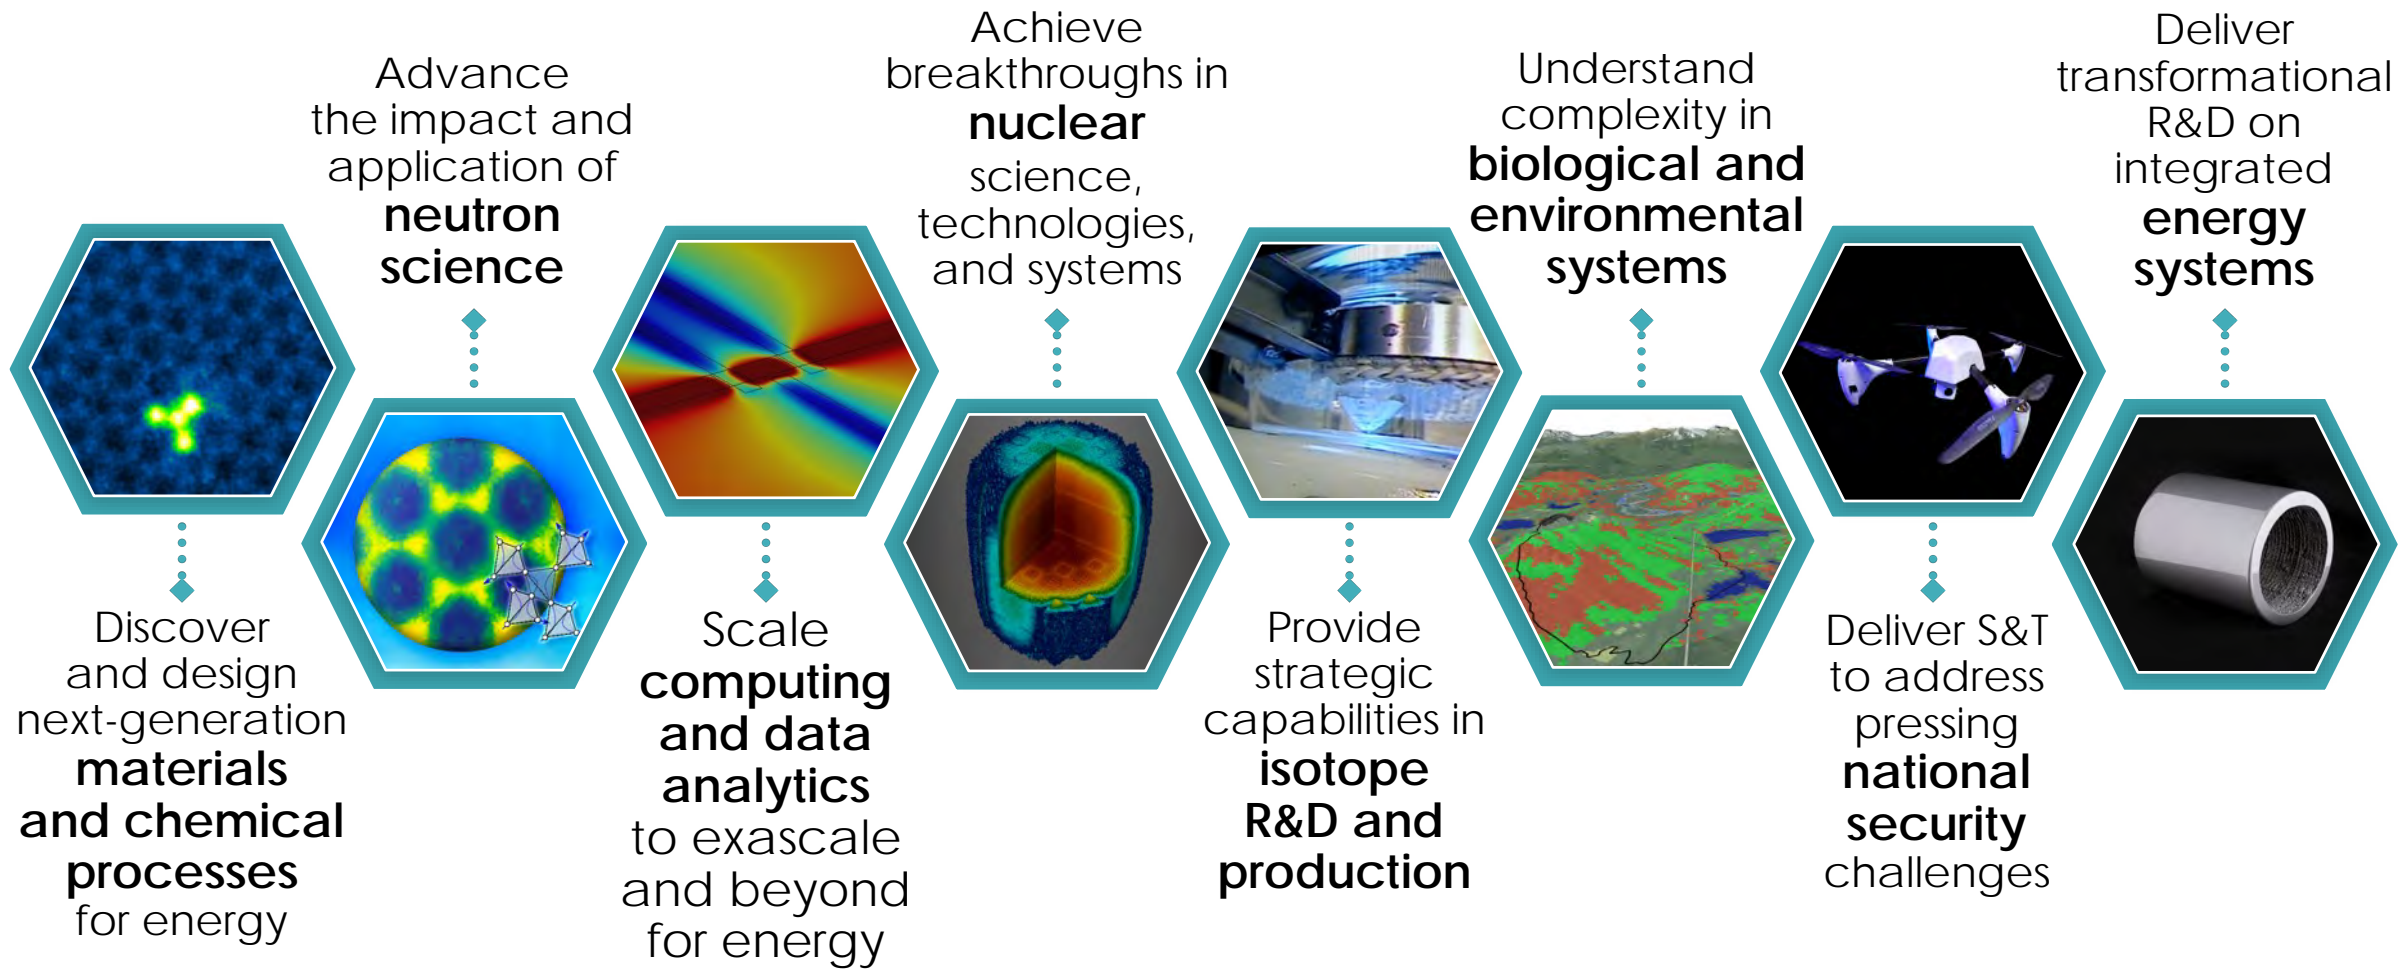 Discover
and design
next-generation
materials
and chemical
processes
for energy
Advance
the impact and
application of
neutron
science
Scale
computing
and data
analytics
to exascale
and beyond
for energy
Achieve
breakthroughs in
nuclear
science,
technologies,
and systems
Provide
strategic
capabilities in
isotope
R&D and
production
Understand
complexity in
biological and
environmental
systems
Deliver S&T
to address
pressing
national
security
challenges
Deliver
transformational
R&D on
integrated
energy
systems